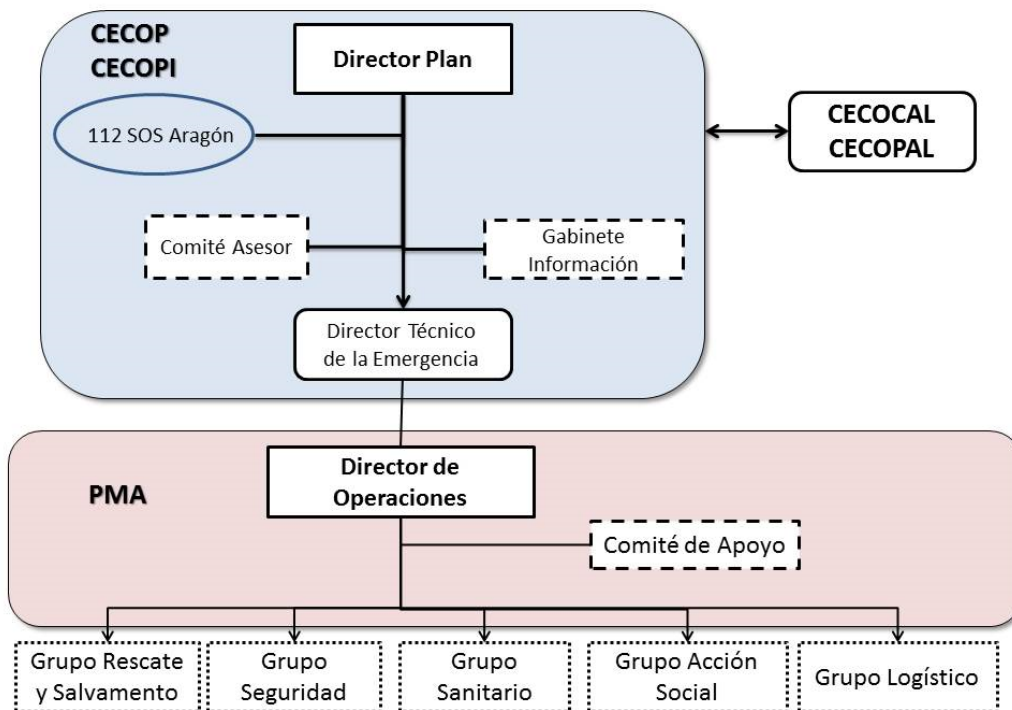 CECOP
CECOPI
Director Plan
112 SOS Aragón
CECOCAL
CECOPAL
Comité Asesor
Gabinete
Información
Director Técnico
de la Emergencia
PMA
Director de
Operaciones
Comité de Apoyo
Grupo Rescate
y Salvamento
Grupo
Seguridad
Grupo
Sanitario
Grupo Acción
Social
Grupo Logístico